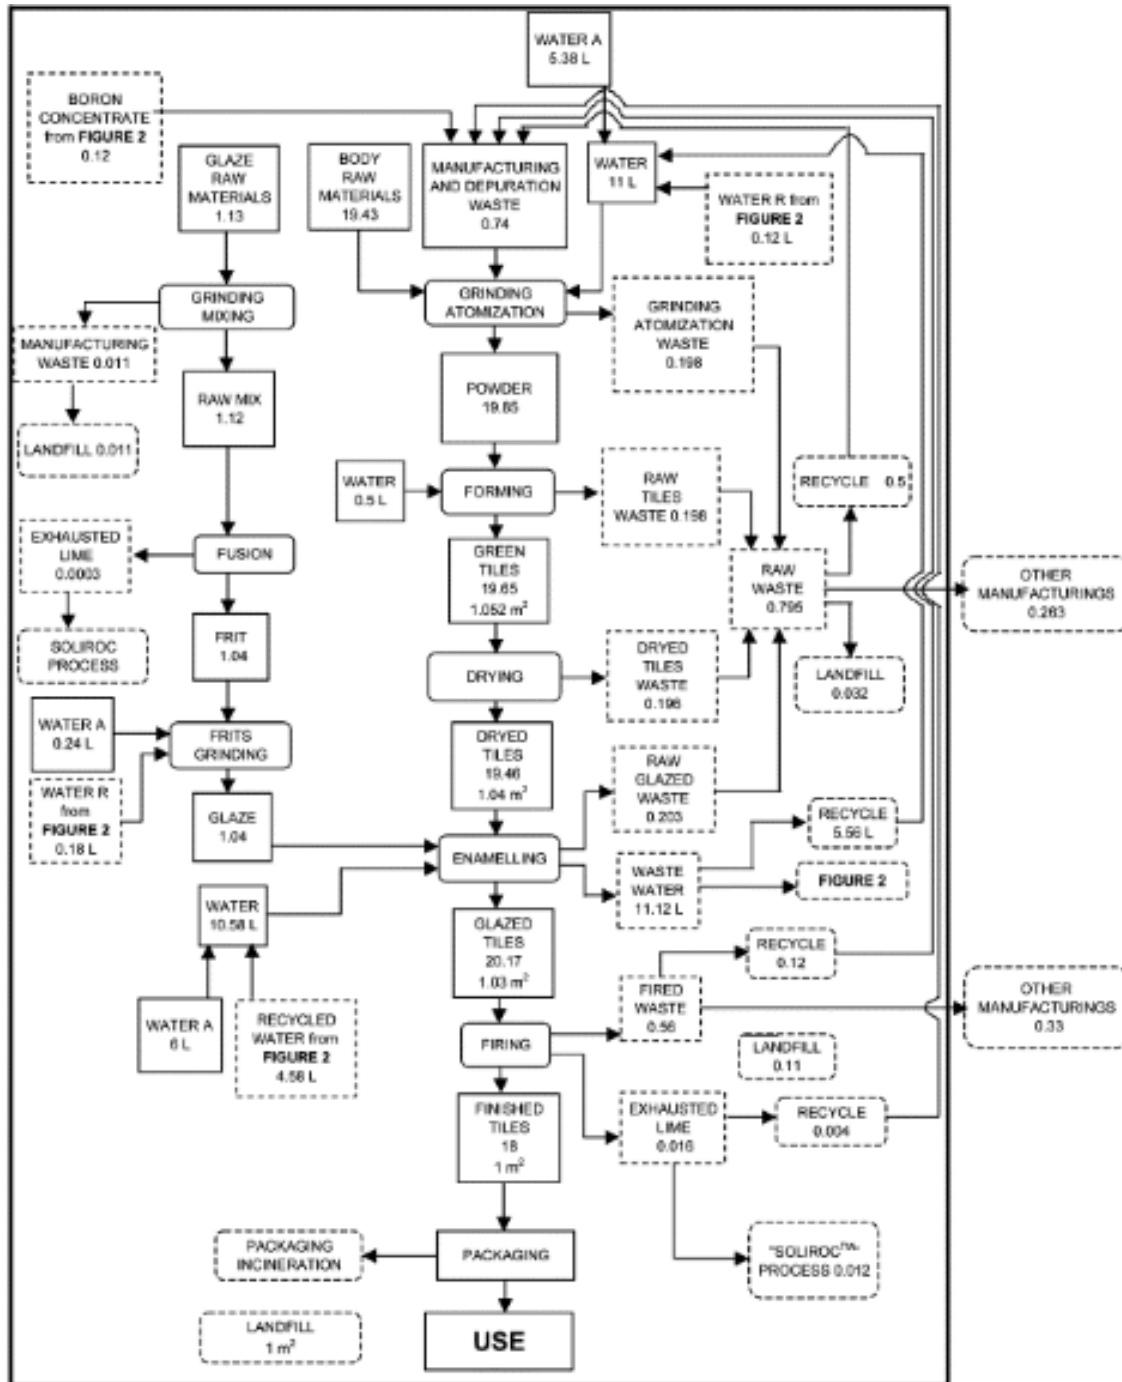 WATER A
5.38 L
BORON
CONCENTRATE
from FIGURE 2
0.12
GLAZE
RAW
MATERIALS
1.13
BODY
RAW
MATERIALS
19.43
MANUFACTURING
AND DEPURATION
WASTE
0.74
WATER
11 L
WATER R from
FIGURE 2
0.12 L
GRINDING
MIXING
GRINDING
ATOMIZATION
GRINDING
ATOMIZATION
WASTE
0.198
MANUFACTURING
WASTE 0.011
RAW MIX
1.12
POWDER
19.85
LANDFILL 0.011
WATER
0.5 L
FORMING
RAW
TILES
WASTE 0.198
RECYCLE 0.5
EXHAUSTED
LIME
0.0003
FUSION
GREEN
TILES
19.65
1.052 m²
RAW
WASTE
0.795
OTHER
MANUFACTURINGS
0.263
SOLIROC
PROCESS
FRIT
1.04
DRYING
DRYED
TILES
WASTE
0.196
LANDFILL
0.032
WATER A
0.24 L
FRITS
GRINDING
DRYED
TILES
19.46
1.04 m²
RAW
GLAZED
WASTE
0.203
WATER R
from
FIGURE 2
0.18 L
GLAZE
1.04
RECYCLE
5.56 L
ENAMELLING
WASTE
WATER
11.12 L
FIGURE 2
WATER
10.58 L
GLAZED
TILES
20.17
1.03 m²
RECYCLE
0.12
WATER A
6 L
RECYCLED
WATER from
FIGURE 2
4.58 L
FIRED
WASTE
0.56
OTHER
MANUFACTURINGS
0.33
FIRING
LANDFILL
0.11
FINISHED
TILES
18
1 m²
EXHAUSTED
LIME
0.016
RECYCLE
0.004
PACKAGING
INCINERATION
PACKAGING
"SOLIROC™"
PROCESS 0.012
LANDFILL
1 m²
USE